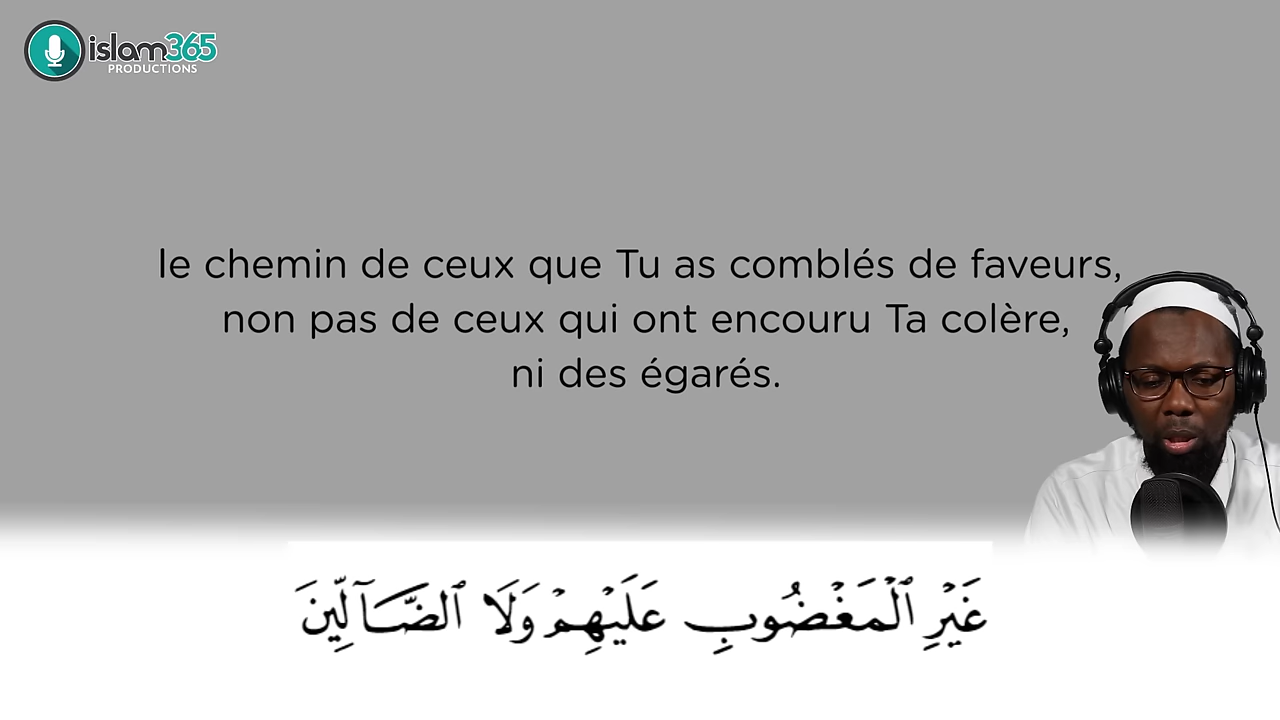 islam365
PRODUCTIONS
le chemin de ceux que Tu as comblés de faveurs,
non pas de ceux qui ont encouru Ta colère,
ni des égarés.
غَيْرِ ٱلْمَغْضُوبِ عَلَيْهِمْ وَلَا ٱلضَّآلِّينَ